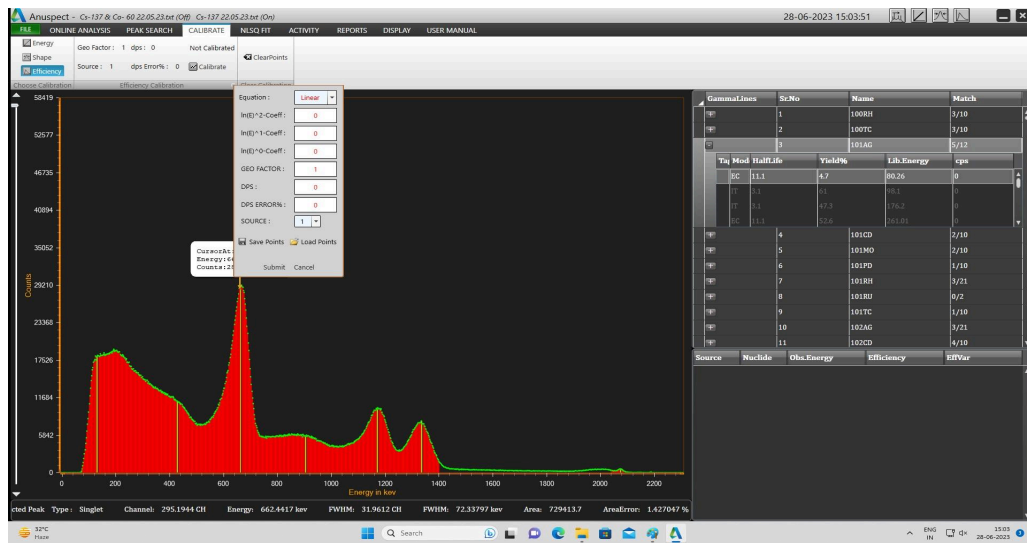 Anuspect - Cs-137 & Co- 60 22.05.23.txt (Off) Cs-137 22.05.23.txt (On)
28-06-2023 15:03:51
FILE ONLINE ANALYSIS PEAK SEARCH CALIBRATE NLSQ FIT ACTIVITY REPORTS DISPLAY USER MANUAL
Energy
Shape
Efficiency
Geo Factor : 1 dps : 0 Not Calibrated
Source : 1 dps Error% : 0 Calibrate
ClearPoints
Choose Calibration Efficiency Calibration Clear Calibration
Equation : Linear
ln(E)^2-Coeff : 0
ln(E)^1-Coeff : 0
ln(E)^0-Coeff : 0
GEO FACTOR : 1
DPS : 0
DPS ERROR% : 0
SOURCE : 1
Save Points Load Points
Submit Cancel
CursorAt:
Energy:66
Counts:28
58419
52577
46735
40894
35052
29210
23368
17526
11684
5842
0
Counts
0 200 400 600 800 1000 1200 1400 1600 1800 2000 2200
Energy in kev
GammaLines Sr.No Name Match
1 100RH 3/10
2 100TC 3/10
3 101AG 5/12
Tag Mod HalfLife Yield% Lib.Energy cps
EC 11.1 4.7 80.26 0
IT 3.1 61 98.1 0
IT 3.1 47.3 176.2 0
EC 11.1 52.6 261.01 0
4 101CD 2/10
5 101MO 2/10
6 101PD 1/10
7 101RH 3/21
8 101RU 0/2
9 101TC 1/10
10 102AG 3/21
11 102CD 4/10
Source Nuclide Obs.Energy Efficiency EffVar
cted Peak Type : Singlet Channel: 295.1944 CH Energy: 662.4417 kev FWHM: 31.9612 CH FWHM: 72.33797 kev Area: 729413.7 AreaError: 1.427047 %
32°C
Haze
Search
ENG
IN
15:03
28-06-2023